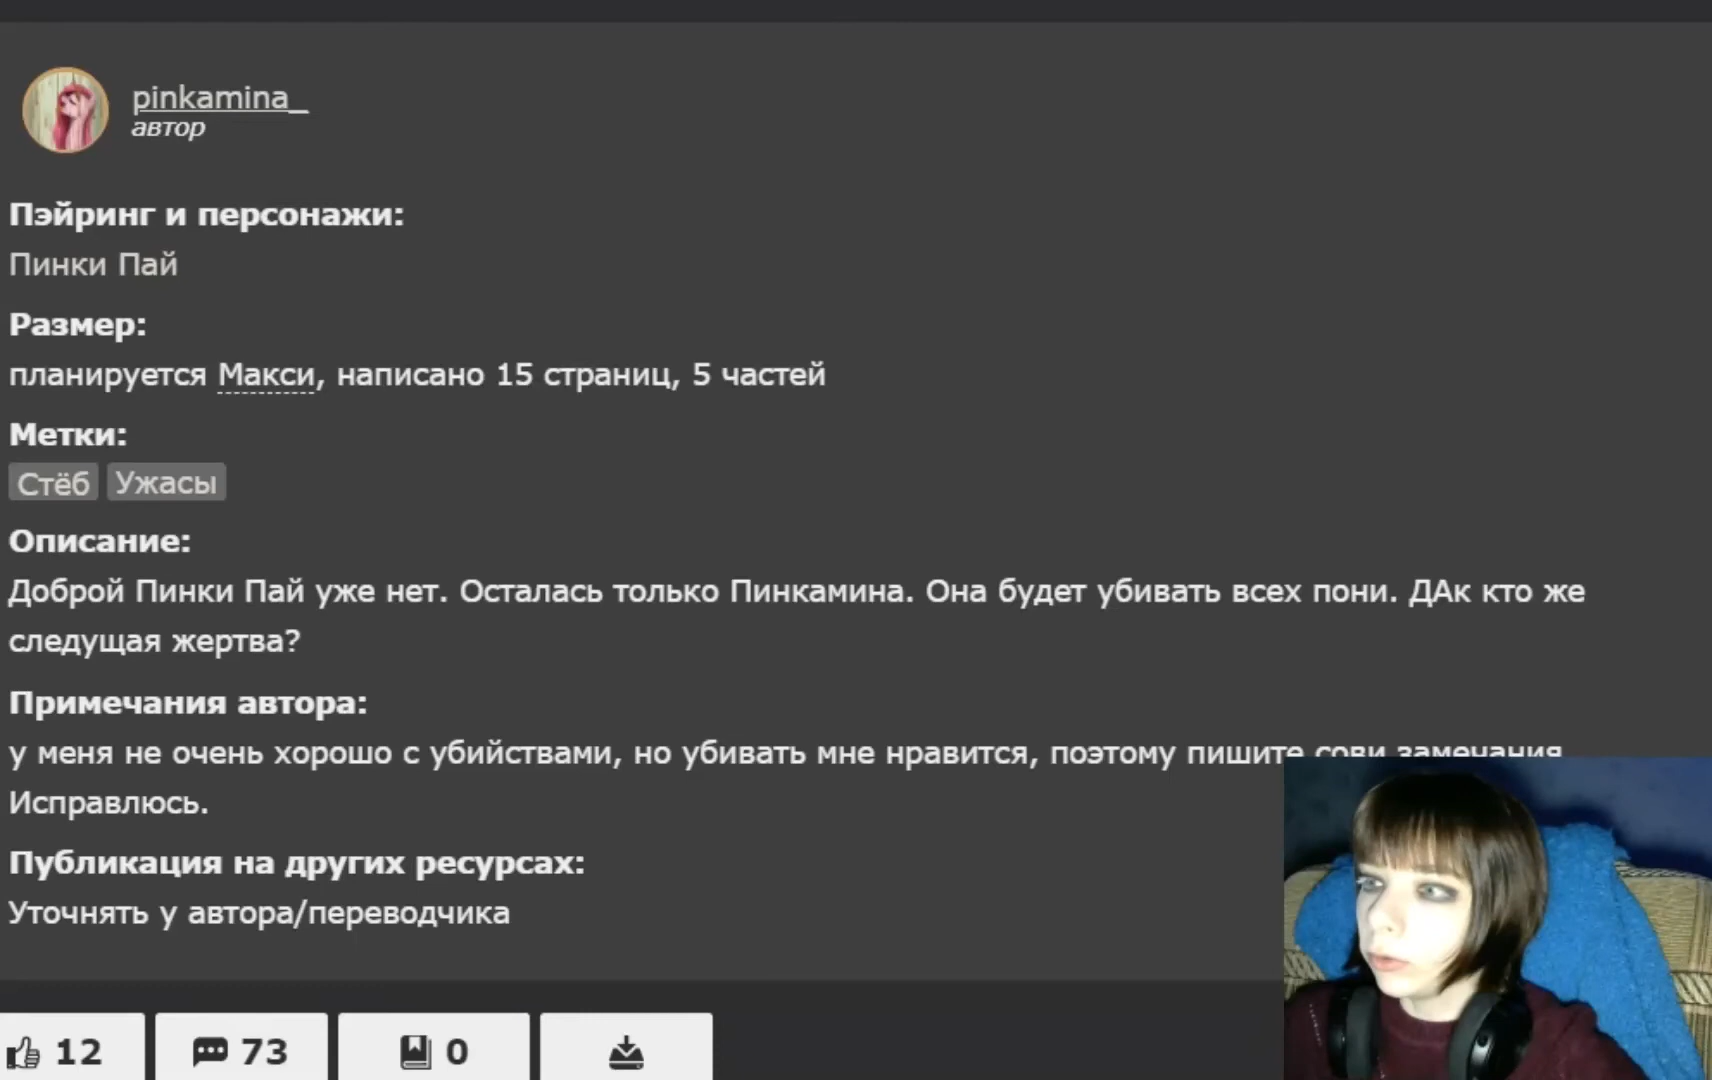 pinkamina_
автор
Пэйринг и персонажи:
Пинки Пай
Размер:
планируется Макси, написано 15 страниц, 5 частей
Метки:
Стёб Ужасы
Описание:
Доброй Пинки Пай уже нет. Осталась только Пинкамина. Она будет убивать всех пони. ДАк кто же
следущая жертва?
Примечания автора:
у меня не очень хорошо с убийствами, но убивать мне нравится, поэтому пишите сови замечания
Исправлюсь.
Публикация на других ресурсах:
Уточнять у автора/переводчика
12 73 0